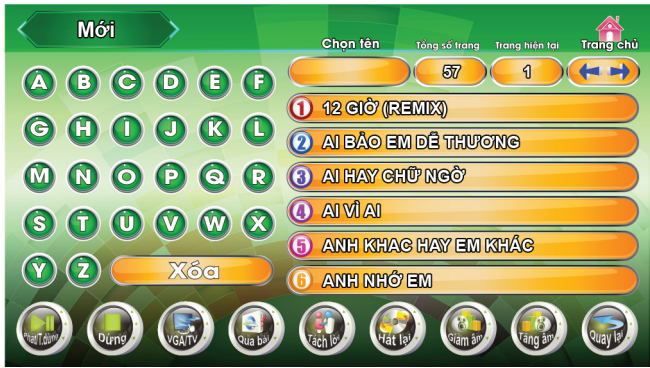 Mới
Chọn tên
Tổng số trang
Trang hiện tại
Trang chủ
57
1
A B C D E F
G H I J K L
M N O P Q R
S T U V W X
Y Z Xóa
1 12 GIỜ (REMIX)
2 AI BẢO EM DỄ THƯƠNG
3 AI HAY CHỮ NGỜ
4 AI VÌ AI
5 ANH KHAC HAY EM KHÁC
6 ANH NHỚ EM
Phát/T.dừng
Dừng
VGA/TV
Qua bài
Tách lời
Hát lại
Giảm âm
Tăng âm
Quay lại